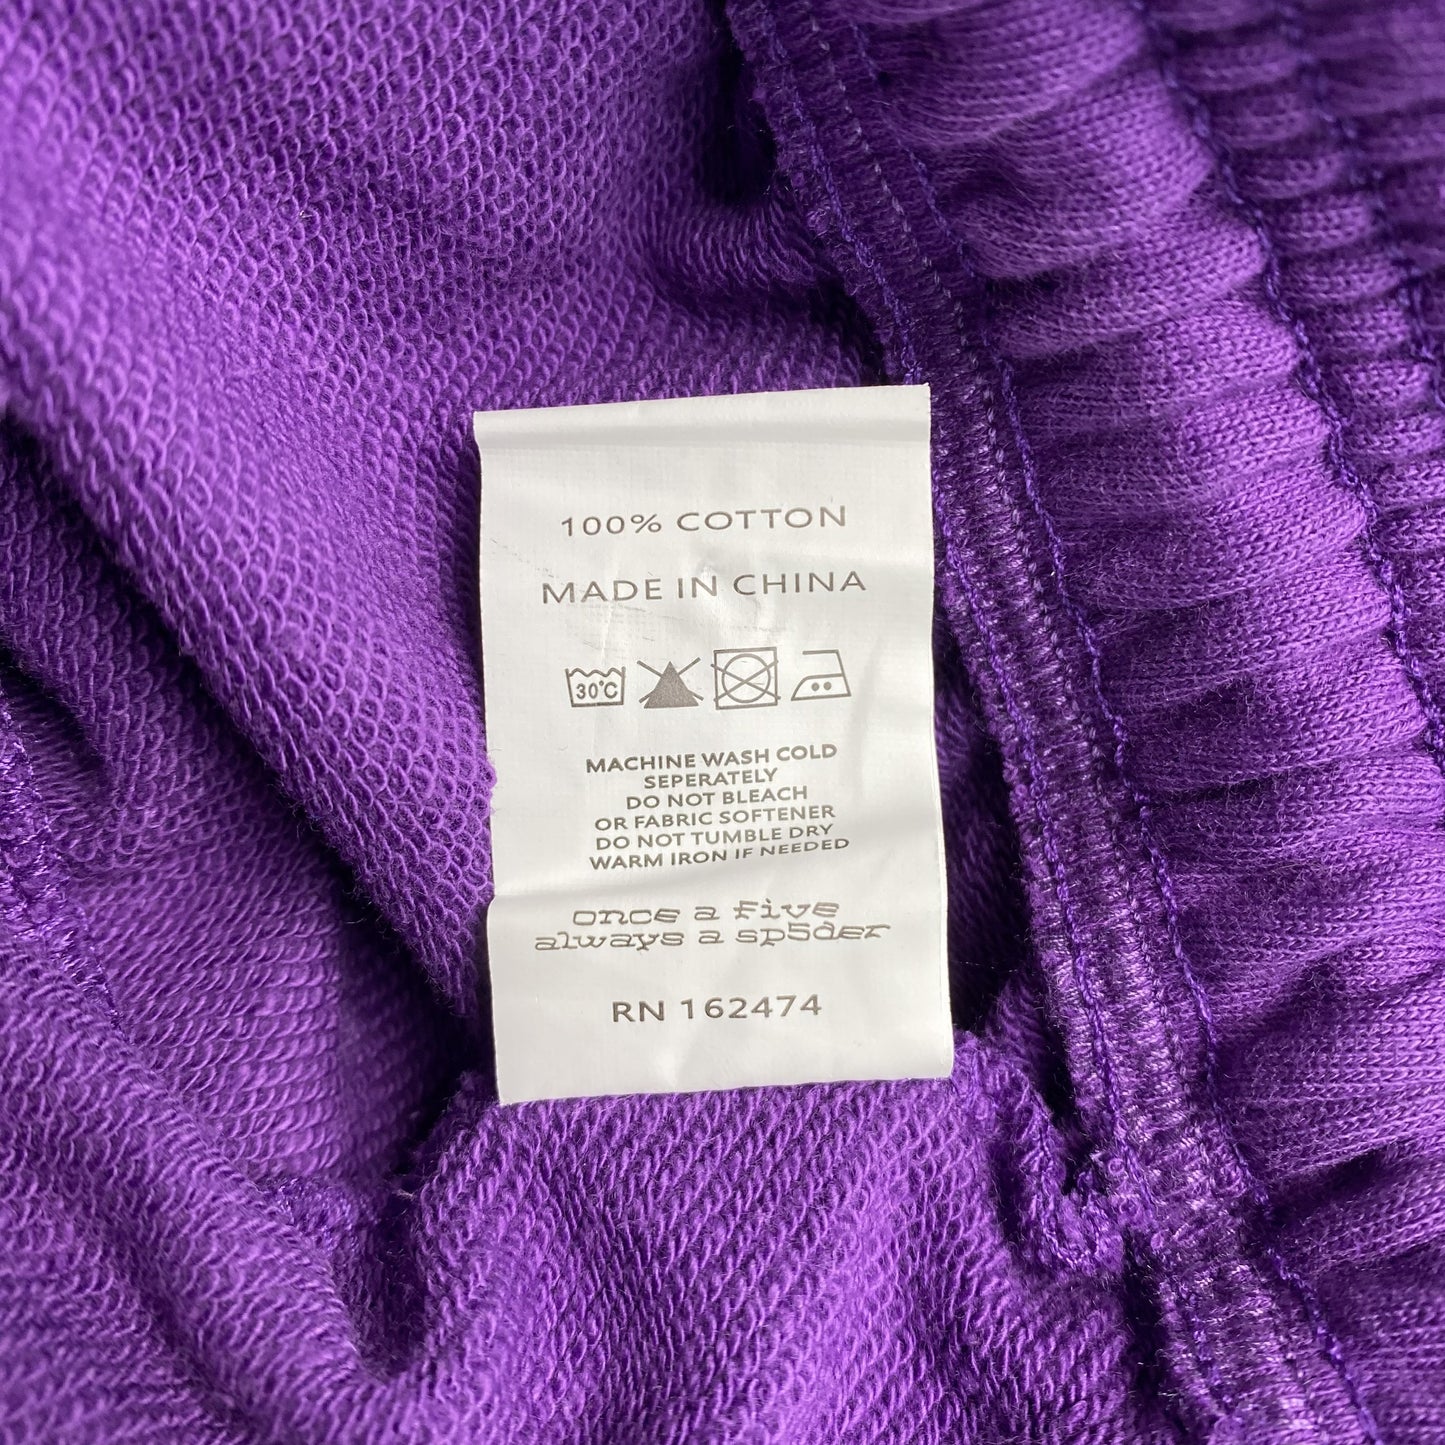 100% COTTON
MADE IN CHINA
30°C
MACHINE WASH COLD
SEPERATELY
DO NOT BLEACH
OR FABRIC SOFTENER
DO NOT TUMBLE DRY
WARM IRON IF NEEDED
once a five
always a sp5der
RN 162474